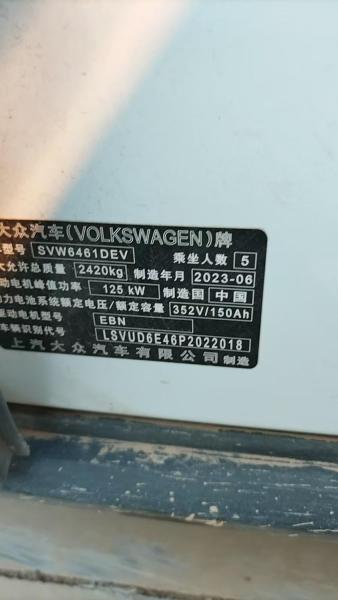 大众汽车(VOLKSWAGEN)牌
型号 SVW6461DEV 乘坐人数 5
大允许总质量 2420kg 制造年月 2023-06
动电机峰值功率 125 kW 制造国 中国
力电池系统额定电压/额定容量 352V/150Ah
驱动电机型号 EBN
车辆识别代号 LSVUD6E46P2022018
上汽大众汽车有限公司 制造